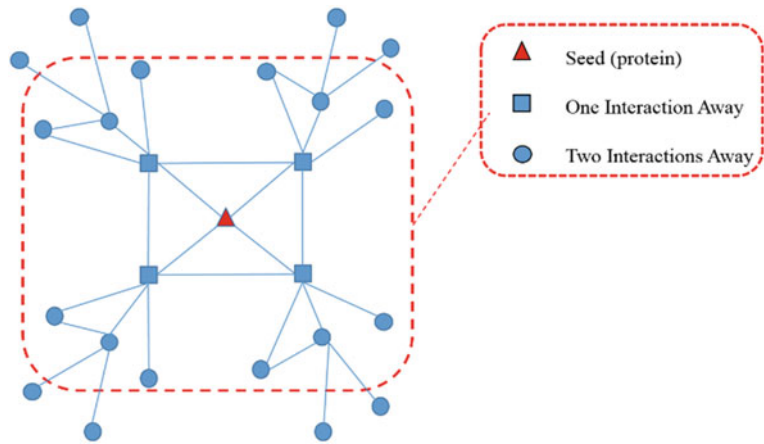 Seed (protein)
One Interaction Away
Two Interactions Away